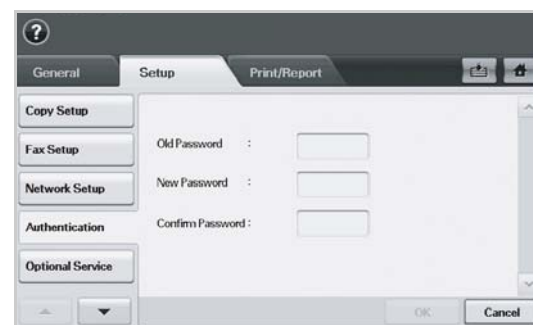 ?
General Setup Print/Report
Copy Setup
Fax Setup
Network Setup
Authentication
Optional Service
Old Password :
New Password :
Confirm Password :
OK Cancel